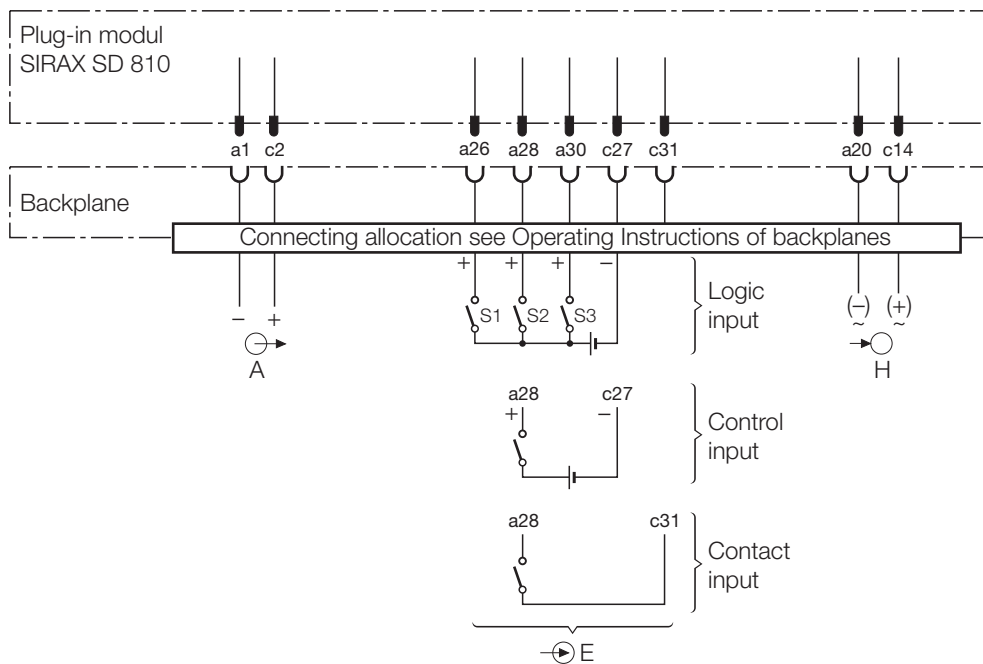 Plug-in modul
SIRAX SD 810
a1 c2 a26 a28 a30 c27 c31 a20 c14
Backplane
Connecting allocation see Operating Instructions of backplanes
+ + + −
S1 S2 S3
Logic
input
− +
A
(−) (+)
~ ~
H
a28 c27
+ −
Control
input
a28 c31
Contact
input
E